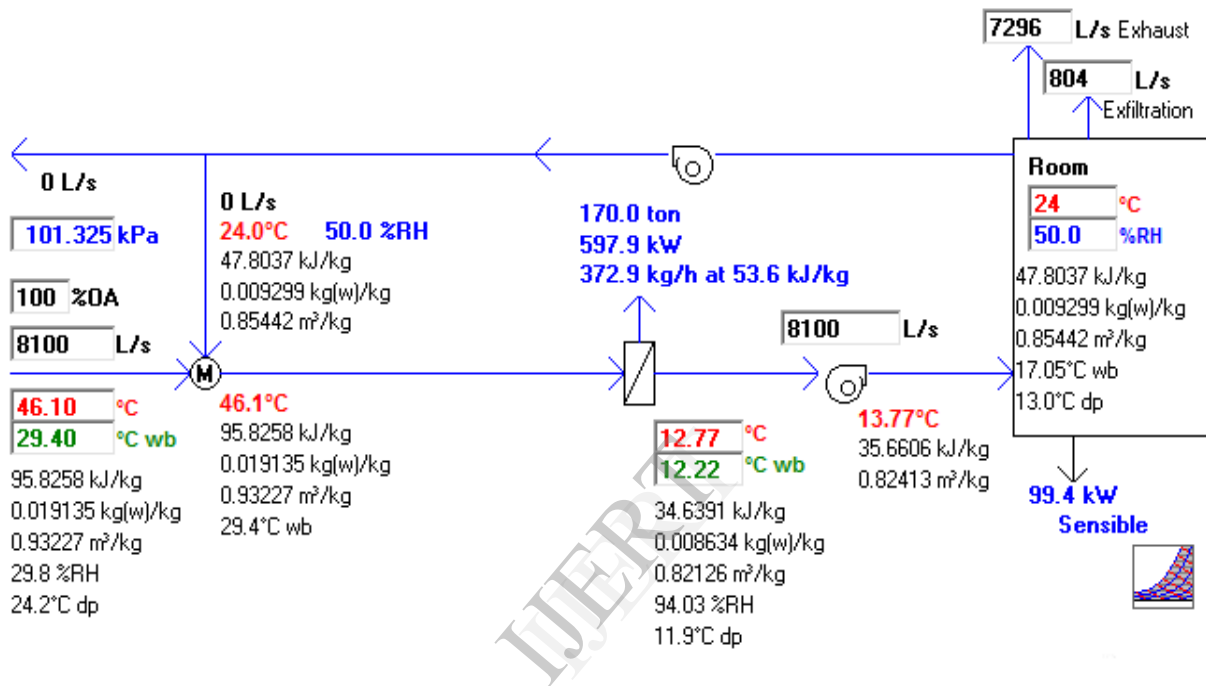 7296 L/s Exhaust
804 L/s
Exfiltration
0 L/s
101.325 kPa
100 %OA
8100 L/s
46.10 °C
29.40 °C wb
95.8258 kJ/kg
0.019135 kg(w)/kg
0.93227 m³/kg
29.8 %RH
24.2°C dp
0 L/s
24.0°C 50.0 %RH
47.8037 kJ/kg
0.009299 kg(w)/kg
0.85442 m³/kg
M
46.1°C
95.8258 kJ/kg
0.019135 kg(w)/kg
0.93227 m³/kg
29.4°C wb
170.0 ton
597.9 kW
372.9 kg/h at 53.6 kJ/kg
12.77 °C
12.22 °C wb
34.6391 kJ/kg
0.008634 kg(w)/kg
0.82126 m³/kg
94.03 %RH
11.9°C dp
8100 L/s
13.77°C
35.6606 kJ/kg
0.82413 m³/kg
Room
24 °C
50.0 %RH
47.8037 kJ/kg
0.009299 kg(w)/kg
0.85442 m³/kg
17.05°C wb
13.0°C dp
99.4 kW
Sensible
IJERT